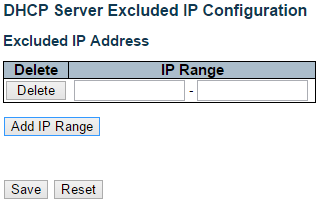 DHCP Server Excluded IP Configuration
Excluded IP Address
Delete IP Range
Delete -
Add IP Range
Save Reset